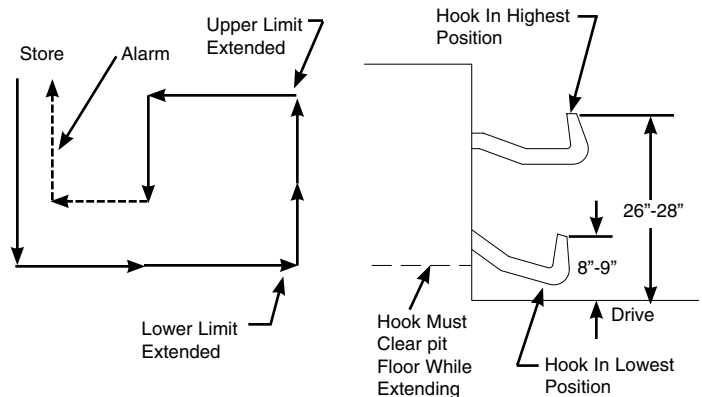 Store
Alarm
Upper Limit
Extended
Lower Limit
Extended
Hook In Highest
Position
26”-28”
8”-9”
Drive
Hook Must
Clear pit
Floor While
Extending
Hook In Lowest
Position